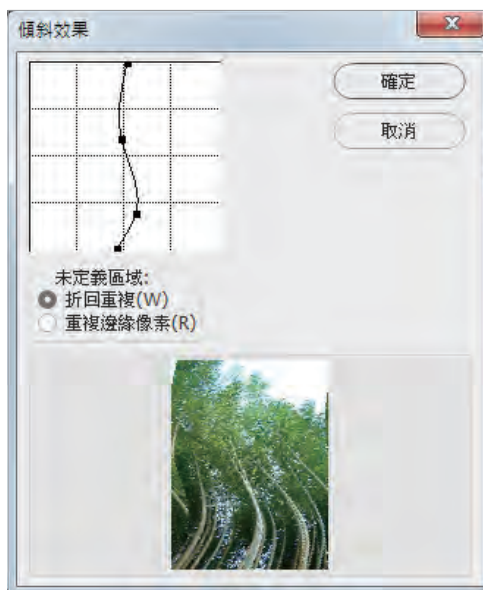 傾斜效果
確定
取消
未定義區域:
折回重複(W)
重複邊緣像素(R)